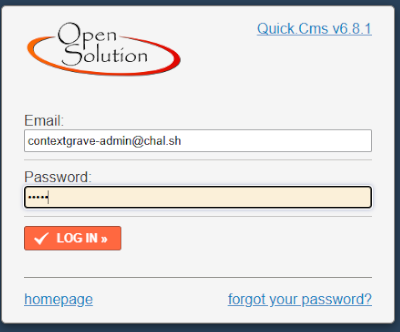 Open
Solution
Quick.Cms v6.8.1
Email:
contextgrave-admin@chal.sh
Password:
•••••
LOG IN »
homepage
forgot your password?